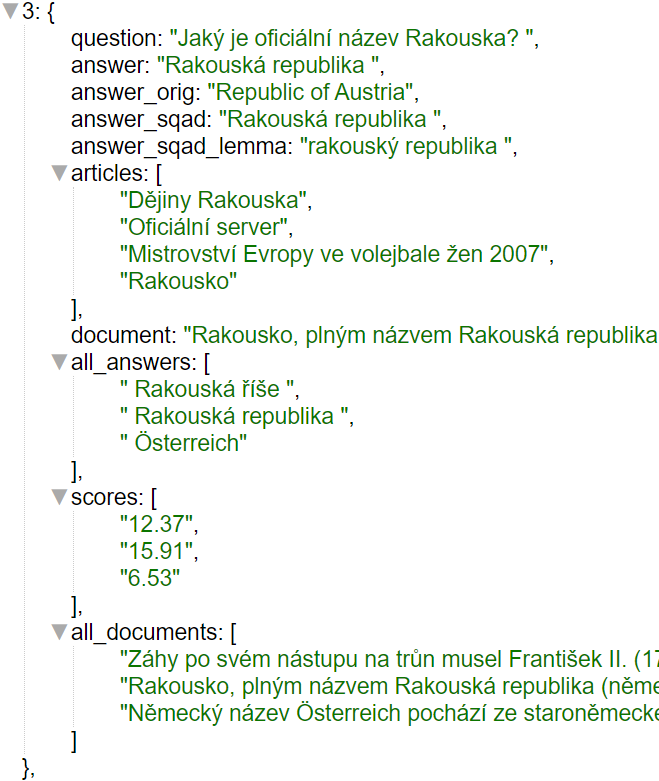 3: {
question: "Jaký je oficiální název Rakouska? ",
answer: "Rakouská republika ",
answer_orig: "Republic of Austria",
answer_sqad: "Rakouská republika ",
answer_sqad_lemma: "rakouský republika ",
articles: [
"Dějiny Rakouska",
"Oficiální server",
"Mistrovství Evropy ve volejbale žen 2007",
"Rakousko"
],
document: "Rakousko, plným názvem Rakouská republika
all_answers: [
" Rakouská říše ",
" Rakouská republika ",
" Österreich"
],
scores: [
"12.37",
"15.91",
"6.53"
],
all_documents: [
"Záhy po svém nástupu na trůn musel František II. (17
"Rakousko, plným názvem Rakouská republika (něme
"Německý název Österreich pochází ze staroněmecké
]
},